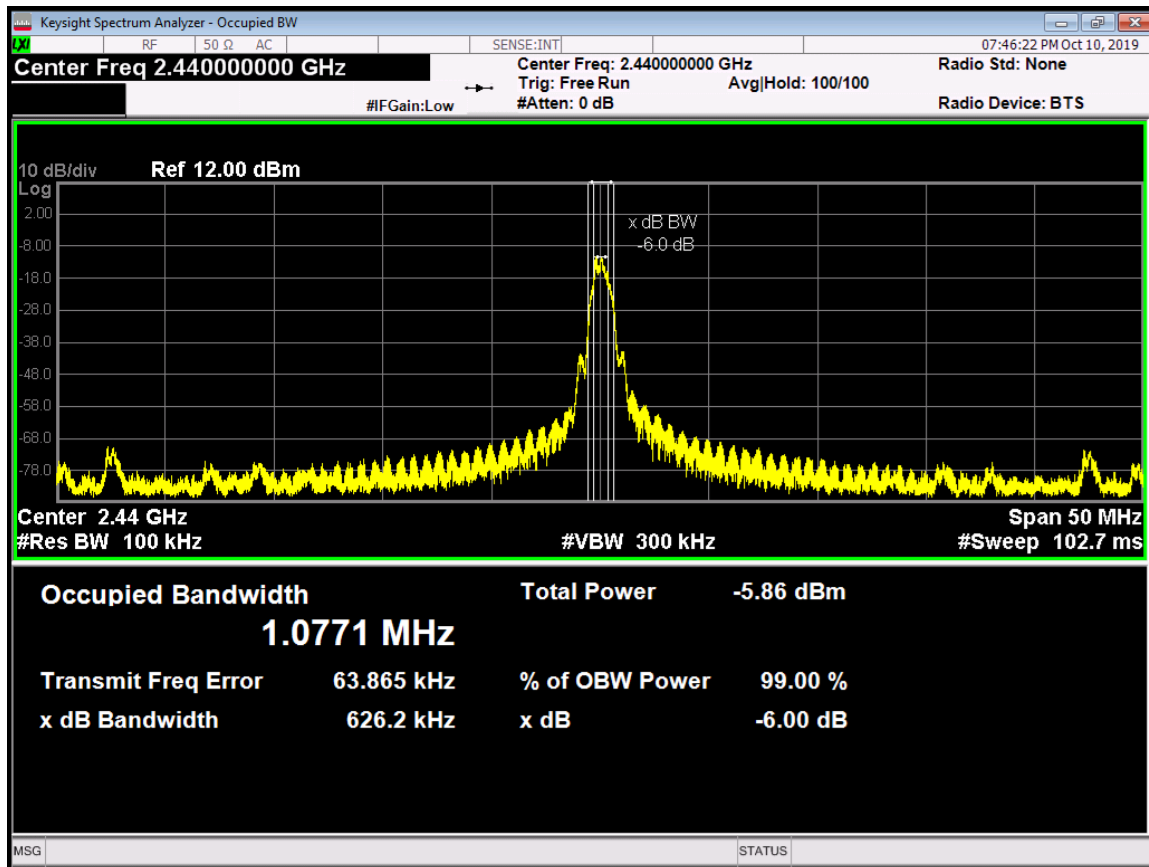 Keysight Spectrum Analyzer - Occupied BW
LXI RF 50 Ω AC SENSE:INT 07:46:22 PM Oct 10, 2019
Center Freq 2.440000000 GHz Center Freq: 2.440000000 GHz Radio Std: None
Trig: Free Run Avg|Hold: 100/100
#IFGain:Low #Atten: 0 dB Radio Device: BTS
10 dB/div Ref 12.00 dBm
Log
2.00
x dB BW
-8.00 -6.0 dB
-18.0
-28.0
-38.0
-48.0
-58.0
-68.0
-78.0
Center 2.44 GHz Span 50 MHz
#Res BW 100 kHz #VBW 300 kHz #Sweep 102.7 ms
Occupied Bandwidth Total Power -5.86 dBm
1.0771 MHz
Transmit Freq Error 63.865 kHz % of OBW Power 99.00 %
x dB Bandwidth 626.2 kHz x dB -6.00 dB
MSG STATUS